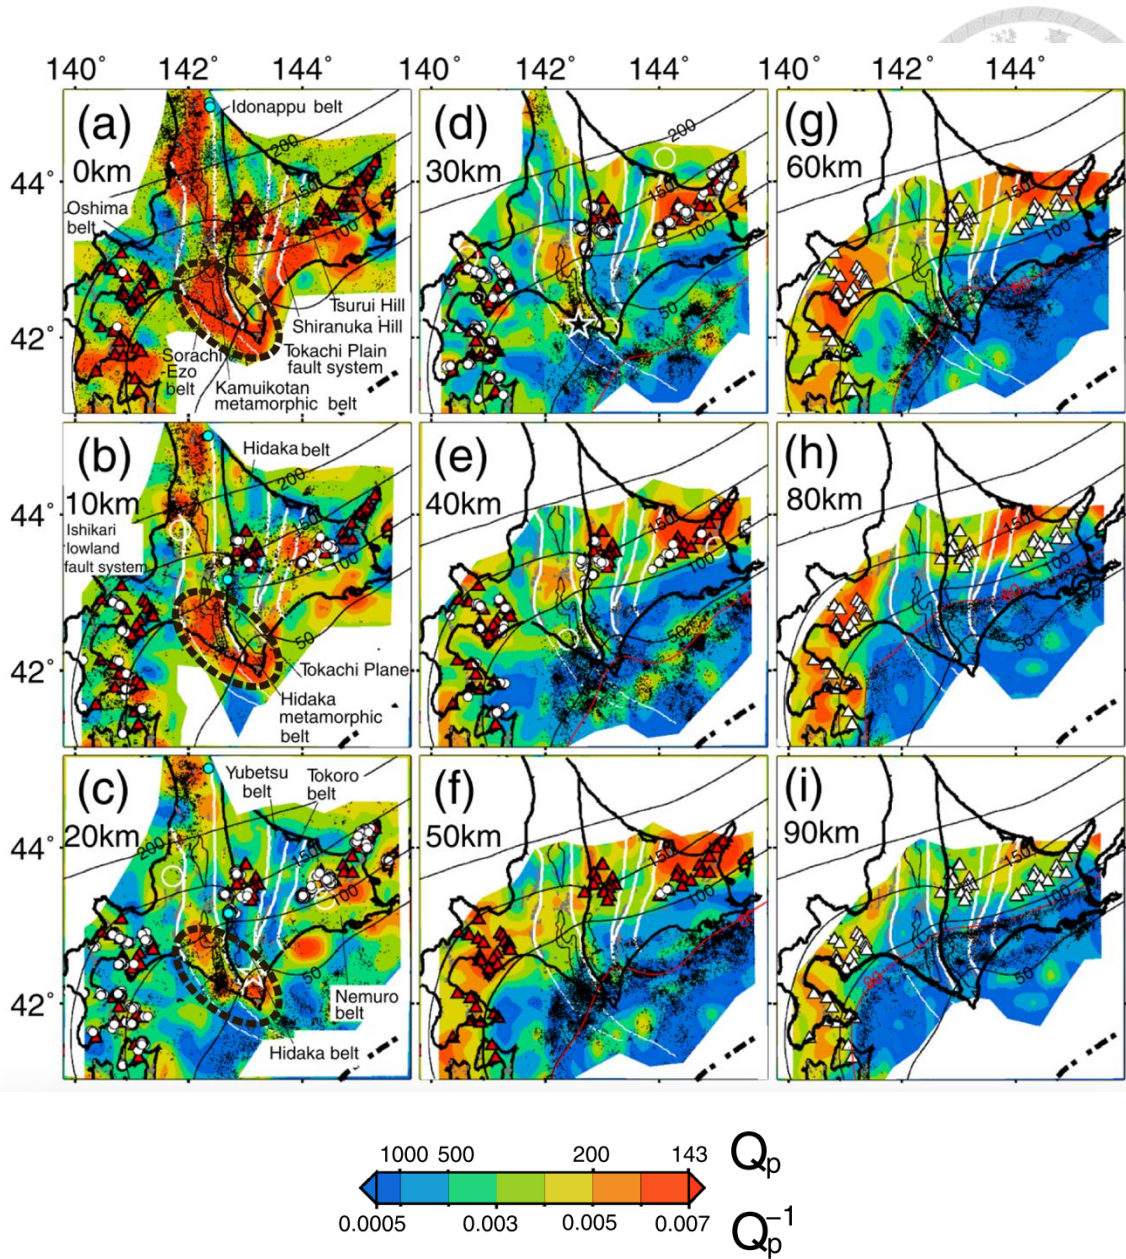 140° 142° 144° 140° 142° 144° 140° 142° 144°
(a)
0km
Idonappu belt
200
150
100
44°
Oshima
belt
42°
Tsurui Hill
Shiranuka Hill
Tokachi Plain
fault system
Sorachi
-Ezo
belt
Kamuikotan
metamorphic belt
(d)
30km
200
150
100
50
(g)
60km
150
100
60
(b)
10km
Hidaka belt
200
150
100
50
44°
Ishikari
lowland
fault system
42°
Tokachi Plane
Hidaka
metamorphic
belt
(e)
40km
150
100
50
(h)
80km
150
100
80
50
(c)
20km
Yubetsu
belt
Tokoro
belt
200
150
100
50
44°
42°
Nemuro
belt
Hidaka belt
(f)
50km
150
100
50
(i)
90km
150
100
90
50
1000 500 200 143 Qp
0.0005 0.003 0.005 0.007 Qp⁻¹